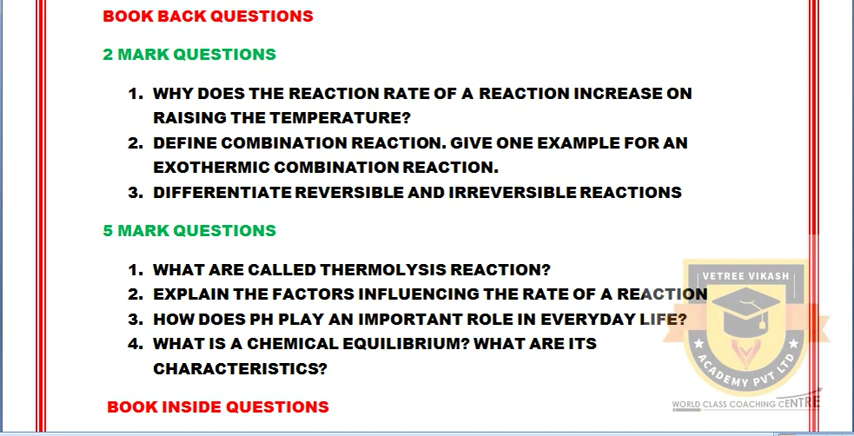 BOOK BACK QUESTIONS
2 MARK QUESTIONS
1. WHY DOES THE REACTION RATE OF A REACTION INCREASE ON
RAISING THE TEMPERATURE?
2. DEFINE COMBINATION REACTION. GIVE ONE EXAMPLE FOR AN
EXOTHERMIC COMBINATION REACTION.
3. DIFFERENTIATE REVERSIBLE AND IRREVERSIBLE REACTIONS
5 MARK QUESTIONS
1. WHAT ARE CALLED THERMOLYSIS REACTION?
2. EXPLAIN THE FACTORS INFLUENCING THE RATE OF A REACTION
3. HOW DOES PH PLAY AN IMPORTANT ROLE IN EVERYDAY LIFE?
4. WHAT IS A CHEMICAL EQUILIBRIUM? WHAT ARE ITS
CHARACTERISTICS?
BOOK INSIDE QUESTIONS
VETREE VIKASH
ACADEMY PVT LTD
WORLD CLASS COACHING CENTRE